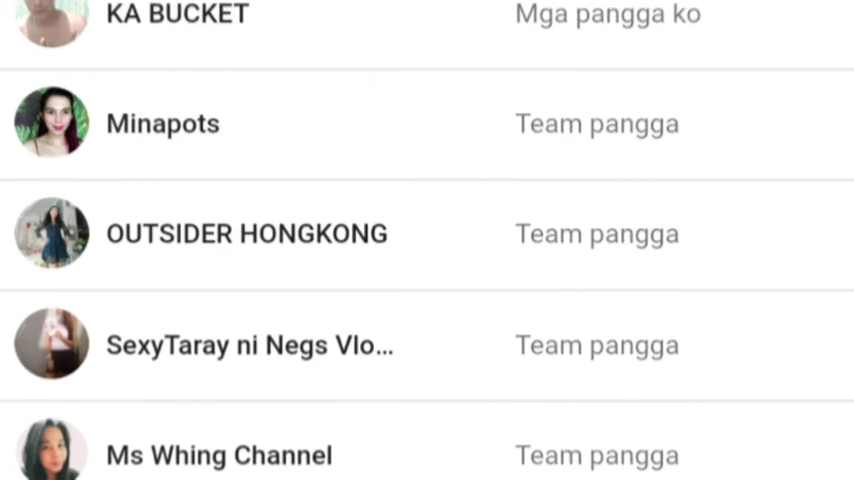 KA BUCKET Mga pangga ko
Minapots Team pangga
OUTSIDER HONGKONG Team pangga
SexyTaray ni Negs Vlo... Team pangga
Ms Whing Channel Team pangga